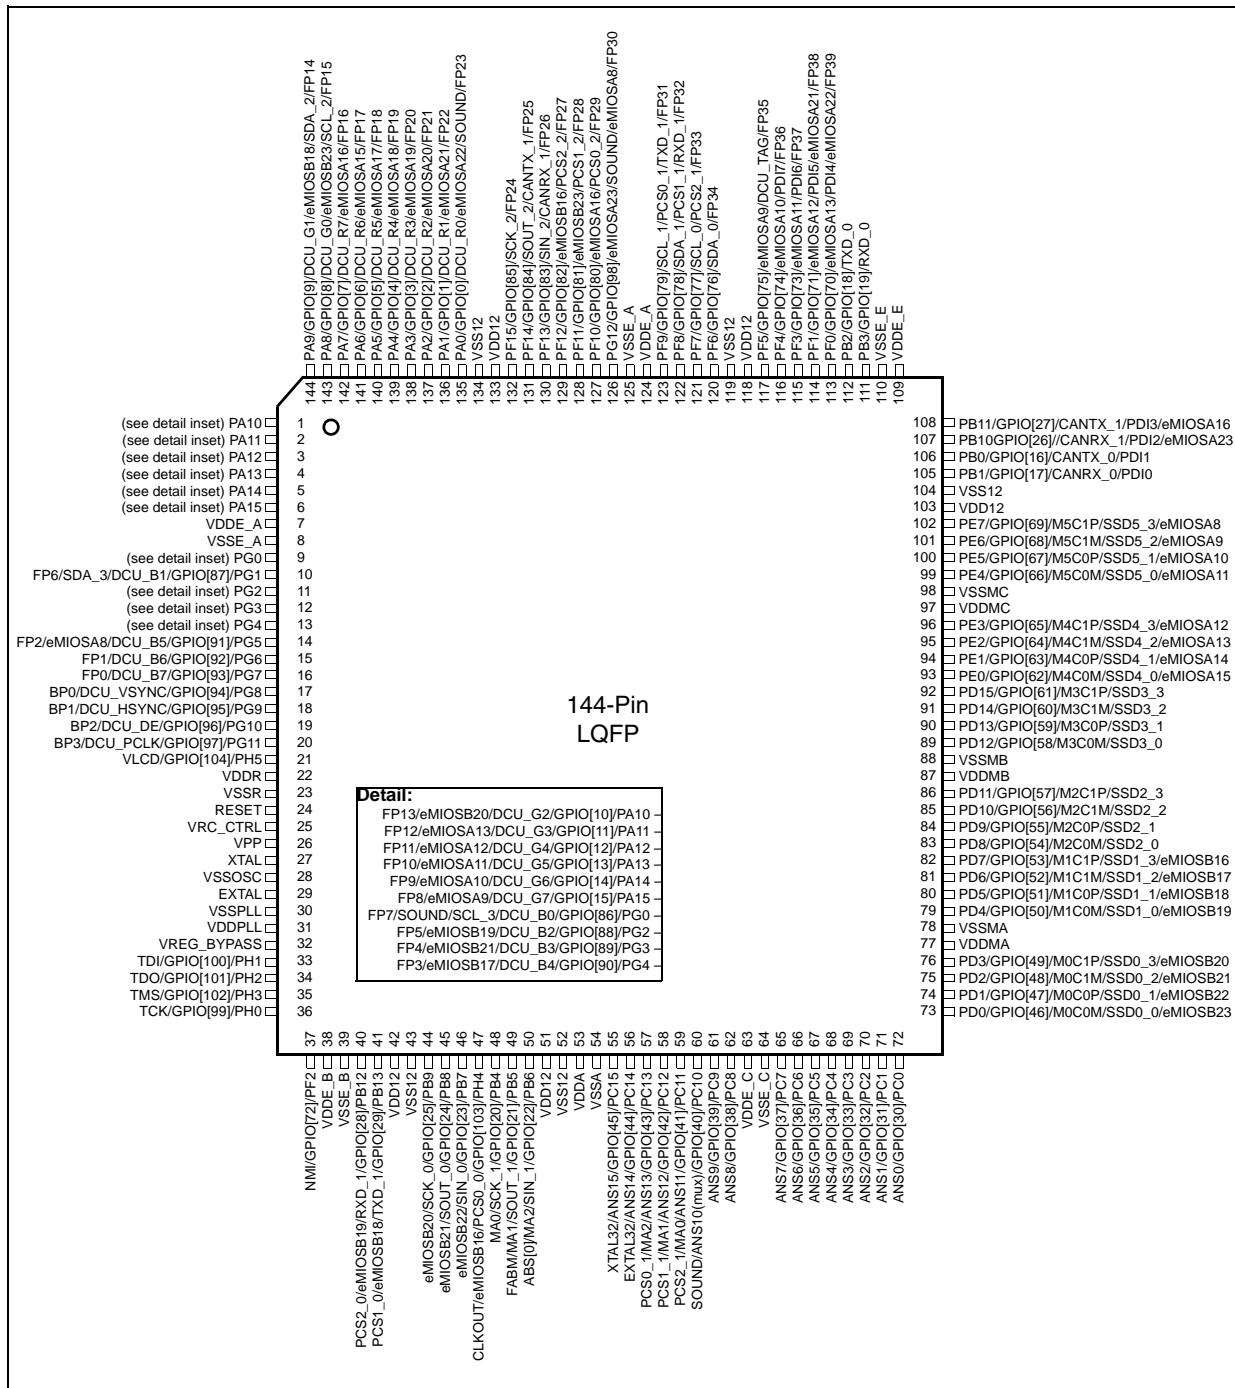 PA9/GPIO[9]/DCU_G1/eMIOSB18/SDA_2/FP14
PA8/GPIO[8]/DCU_G0/eMIOSB23/SCL_2/FP15
PA7/GPIO[7]/DCU_R7/eMIOSA16/FP16
PA6/GPIO[6]/DCU_R6/eMIOSA15/FP17
PA5/GPIO[5]/DCU_R5/eMIOSA17/FP18
PA4/GPIO[4]/DCU_R4/eMIOSA18/FP19
PA3/GPIO[3]/DCU_R3/eMIOSA19/FP20
PA2/GPIO[2]/DCU_R2/eMIOSA20/FP21
PA1/GPIO[1]/DCU_R1/eMIOSA21/FP22
PA0/GPIO[0]/DCU_R0/eMIOSA22/SOUND/FP23
VSS12
VDD12
PF15/GPIO[85]/SCK_2/FP24
PF14/GPIO[84]/SOUT_2/CANTX_1/FP25
PF13/GPIO[83]/SIN_2/CANRX_1/FP26
PF12/GPIO[82]/eMIOSB16/PCS2_2/FP27
PF11/GPIO[81]/eMIOSB23/PCS1_2/FP28
PF10/GPIO[80]/eMIOSA16/PCS0_2/FP29
PG12/GPIO[98]/eMIOSA23/SOUND/eMIOSA8/FP30
VSSE_A
VDDE_A
PF9/GPIO[79]/SCL_1/PCS0_1/TXD_1/FP31
PF8/GPIO[78]/SDA_1/PCS1_1/RXD_1/FP32
PF7/GPIO[77]/SCL_0/PCS2_1/FP33
PF6/GPIO[76]/SDA_0/FP34
VSS12
VDD12
PF5/GPIO[75]/eMIOSA9/DCU_TAG/FP35
PF4/GPIO[74]/eMIOSA10/PDI7/FP36
PF3/GPIO[73]/eMIOSA11/PDI6/FP37
PF1/GPIO[71]/eMIOSA12/PDI5/eMIOSA21/FP38
PF0/GPIO[70]/eMIOSA13/PDI4/eMIOSA22/FP39
PB2/GPIO[18]/TXD_0
PB3/GPIO[19]/RXD_0
VSSE_E
VDDE_E
144 143 142 141 140 139 138 137 136 135 134 133 132 131 130 129 128 127 126 125 124 123 122 121 120 119 118 117 116 115 114 113 112 111 110 109
(see detail inset) PA10 1
(see detail inset) PA11 2
(see detail inset) PA12 3
(see detail inset) PA13 4
(see detail inset) PA14 5
(see detail inset) PA15 6
VDDE_A 7
VSSE_A 8
(see detail inset) PG0 9
FP6/SDA_3/DCU_B1/GPIO[87]/PG1 10
(see detail inset) PG2 11
(see detail inset) PG3 12
(see detail inset) PG4 13
FP2/eMIOSA8/DCU_B5/GPIO[91]/PG5 14
FP1/DCU_B6/GPIO[92]/PG6 15
FP0/DCU_B7/GPIO[93]/PG7 16
BP0/DCU_VSYNC/GPIO[94]/PG8 17
BP1/DCU_HSYNC/GPIO[95]/PG9 18
BP2/DCU_DE/GPIO[96]/PG10 19
BP3/DCU_PCLK/GPIO[97]/PG11 20
VLCD/GPIO[104]/PH5 21
VDDR 22
VSSR 23
RESET 24
VRC_CTRL 25
VPP 26
XTAL 27
VSSOSC 28
EXTAL 29
VSSPLL 30
VDDPLL 31
VREG_BYPASS 32
TDI/GPIO[100]/PH1 33
TDO/GPIO[101]/PH2 34
TMS/GPIO[102]/PH3 35
TCK/GPIO[99]/PH0 36
144-Pin
LQFP
Detail:
FP13/eMIOSB20/DCU_G2/GPIO[10]/PA10
FP12/eMIOSA13/DCU_G3/GPIO[11]/PA11
FP11/eMIOSA12/DCU_G4/GPIO[12]/PA12
FP10/eMIOSA11/DCU_G5/GPIO[13]/PA13
FP9/eMIOSA10/DCU_G6/GPIO[14]/PA14
FP8/eMIOSA9/DCU_G7/GPIO[15]/PA15
FP7/SOUND/SCL_3/DCU_B0/GPIO[86]/PG0
FP5/eMIOSB19/DCU_B2/GPIO[88]/PG2
FP4/eMIOSB21/DCU_B3/GPIO[89]/PG3
FP3/eMIOSB17/DCU_B4/GPIO[90]/PG4
108 PB11/GPIO[27]/CANTX_1/PDI3/eMIOSA16
107 PB10GPIO[26]//CANRX_1/PDI2/eMIOSA23
106 PB0/GPIO[16]/CANTX_0/PDI1
105 PB1/GPIO[17]/CANRX_0/PDI0
104 VSS12
103 VDD12
102 PE7/GPIO[69]/M5C1P/SSD5_3/eMIOSA8
101 PE6/GPIO[68]/M5C1M/SSD5_2/eMIOSA9
100 PE5/GPIO[67]/M5C0P/SSD5_1/eMIOSA10
99 PE4/GPIO[66]/M5C0M/SSD5_0/eMIOSA11
98 VSSMC
97 VDDMC
96 PE3/GPIO[65]/M4C1P/SSD4_3/eMIOSA12
95 PE2/GPIO[64]/M4C1M/SSD4_2/eMIOSA13
94 PE1/GPIO[63]/M4C0P/SSD4_1/eMIOSA14
93 PE0/GPIO[62]/M4C0M/SSD4_0/eMIOSA15
92 PD15/GPIO[61]/M3C1P/SSD3_3
91 PD14/GPIO[60]/M3C1M/SSD3_2
90 PD13/GPIO[59]/M3C0P/SSD3_1
89 PD12/GPIO[58/M3C0M/SSD3_0
88 VSSMB
87 VDDMB
86 PD11/GPIO[57]/M2C1P/SSD2_3
85 PD10/GPIO[56]/M2C1M/SSD2_2
84 PD9/GPIO[55]/M2C0P/SSD2_1
83 PD8/GPIO[54]/M2C0M/SSD2_0
82 PD7/GPIO[53]/M1C1P/SSD1_3/eMIOSB16
81 PD6/GPIO[52]/M1C1M/SSD1_2/eMIOSB17
80 PD5/GPIO[51]/M1C0P/SSD1_1/eMIOSB18
79 PD4/GPIO[50]/M1C0M/SSD1_0/eMIOSB19
78 VSSMA
77 VDDMA
76 PD3/GPIO[49]/M0C1P/SSD0_3/eMIOSB20
75 PD2/GPIO[48]/M0C1M/SSD0_2/eMIOSB21
74 PD1/GPIO[47]/M0C0P/SSD0_1/eMIOSB22
73 PD0/GPIO[46]/M0C0M/SSD0_0/eMIOSB23
37 38 39 40 41 42 43 44 45 46 47 48 49 50 51 52 53 54 55 56 57 58 59 60 61 62 63 64 65 66 67 68 69 70 71 72
NMI/GPIO[72]/PF2
VDDE_B
VSSE_B
PCS2_0/eMIOSB19/RXD_1/GPIO[28]/PB12
PCS1_0/eMIOSB18/TXD_1/GPIO[29]/PB13
VDD12
VSS12
eMIOSB20/SCK_0/GPIO[25]/PB9
eMIOSB21/SOUT_0/GPIO[24]/PB8
eMIOSB22/SIN_0/GPIO[23]/PB7
CLKOUT/eMIOSB16/PCS0_0/GPIO[103]/PH4
MA0/SCK_1/GPIO[20]/PB4
FABM/MA1/SOUT_1/GPIO[21]/PB5
ABS[0]/MA2/SIN_1/GPIO[22]/PB6
VDD12
VSS12
VDDA
VSSA
XTAL32/ANS15/GPIO[45]/PC15
EXTAL32/ANS14/GPIO[44]/PC14
PCS0_1/MA2/ANS13/GPIO[43]/PC13
PCS1_1/MA1/ANS12/GPIO[42]/PC12
PCS2_1/MA0/ANS11/GPIO[41]/PC11
SOUND/ANS10(mux)/GPIO[40]/PC10
ANS9/GPIO[39]/PC9
ANS8/GPIO[38]/PC8
VDDE_C
VSSE_C
ANS7/GPIO[37]/PC7
ANS6/GPIO[36]/PC6
ANS5/GPIO[35]/PC5
ANS4/GPIO[34]/PC4
ANS3/GPIO[33]/PC3
ANS2/GPIO[32]/PC2
ANS1/GPIO[31]/PC1
ANS0/GPIO[30]/PC0